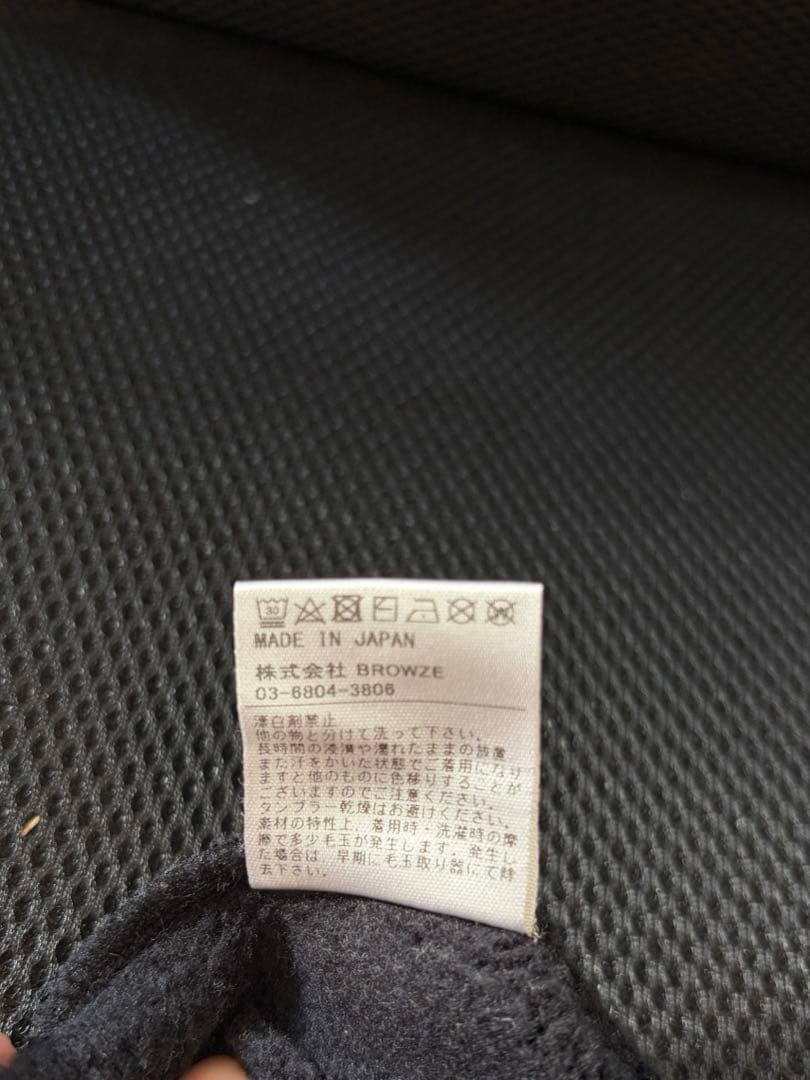 30
MADE IN JAPAN
株式会社 BROWZE
03-6804-3806
漂白剤禁止
他の物と分けて洗って下さい。
長時間の浸漬や濡れたままの放置
また汗をかいた状態でご着用になり
ますと他のものに色移りすることが
ございますのでご注意ください。
タンブラー乾燥はお避けください。
素材の特性上、着用時・洗濯時の摩
擦で多少毛玉が発生します。発生し
た場合は、早期に毛玉取り器にて除
去下さい。